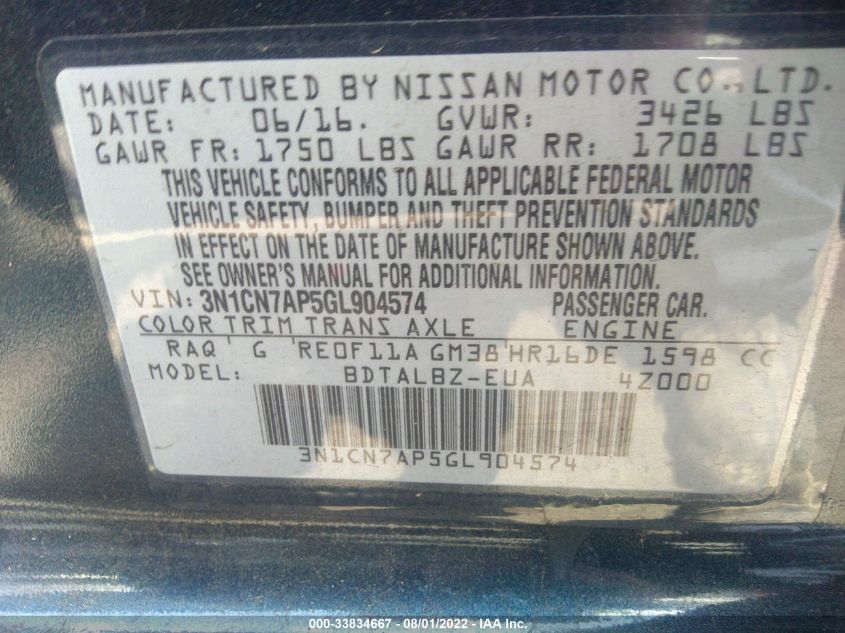 MANUFACTURED BY NISSAN MOTOR CO., LTD.
DATE: 06/16. GVWR: 3426 LBS
GAWR FR: 1750 LBS GAWR RR: 1708 LBS
THIS VEHICLE CONFORMS TO ALL APPLICABLE FEDERAL MOTOR
VEHICLE SAFETY, BUMPER AND THEFT PREVENTION STANDARDS
IN EFFECT ON THE DATE OF MANUFACTURE SHOWN ABOVE.
SEE OWNER'S MANUAL FOR ADDITIONAL INFORMATION.
VIN: 3N1CN7AP5GL904574 PASSENGER CAR.
COLOR TRIM TRANS AXLE ENGINE
RAQ ' G 'RE0F11A GM38'HR16DE 1598 CC
MODEL: BDTALBZ-EUA 4Z000
3N1CN7AP5GL904574
000-33834667 - 08/01/2022 - IAA Inc.